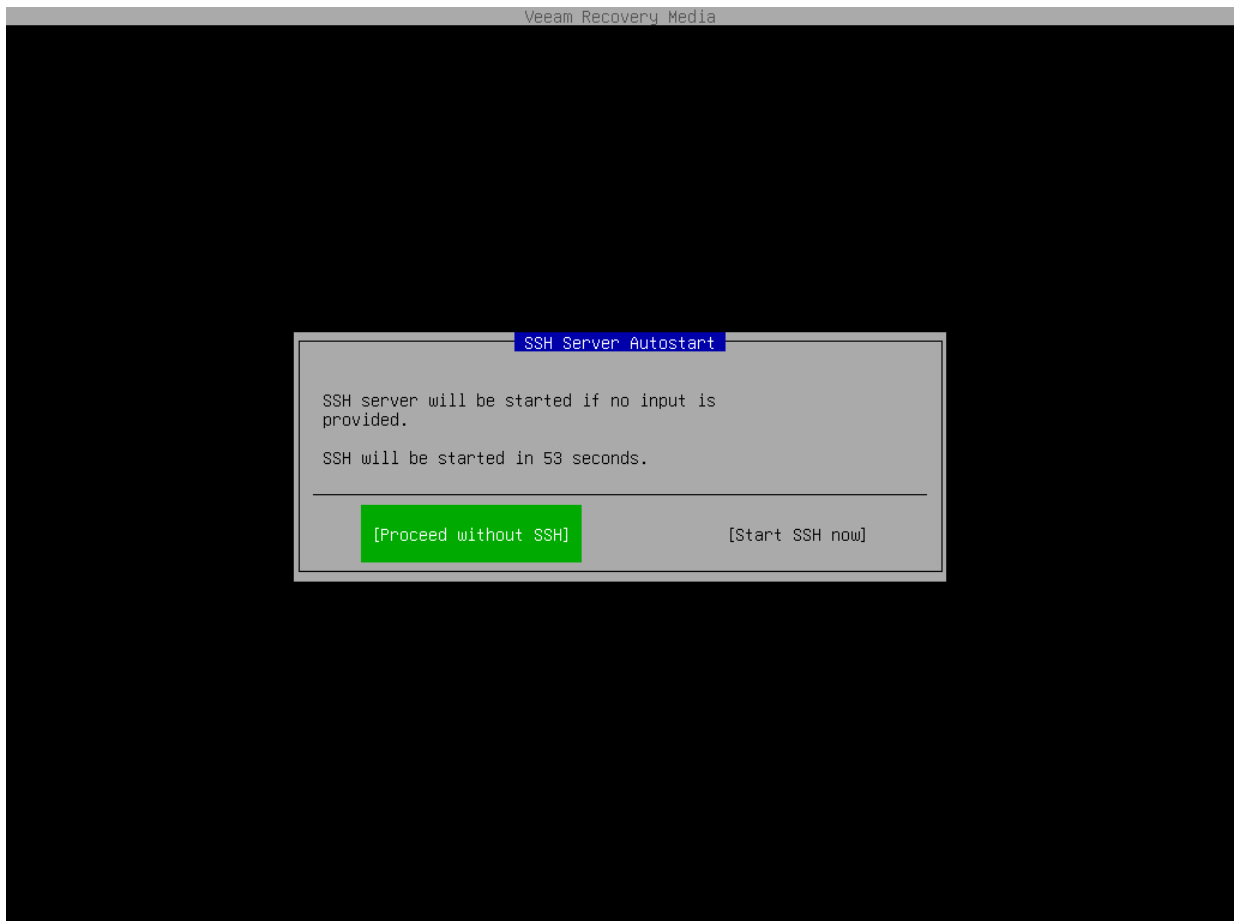 Veeam Recovery Media
SSH Server Autostart
SSH server will be started if no input is
provided.
SSH will be started in 53 seconds.
[Proceed without SSH]
[Start SSH now]